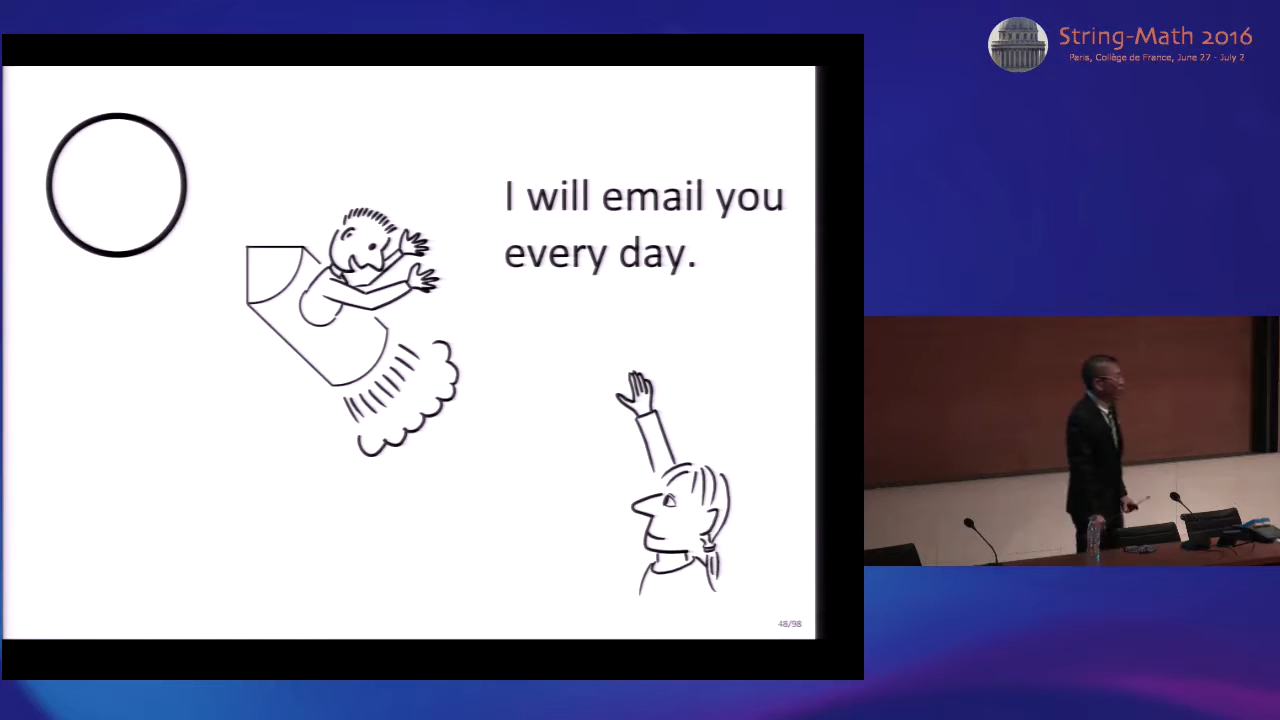 String-Math 2016
Paris, Collège de France, June 27 - July 2
I will email you
every day.
48/98